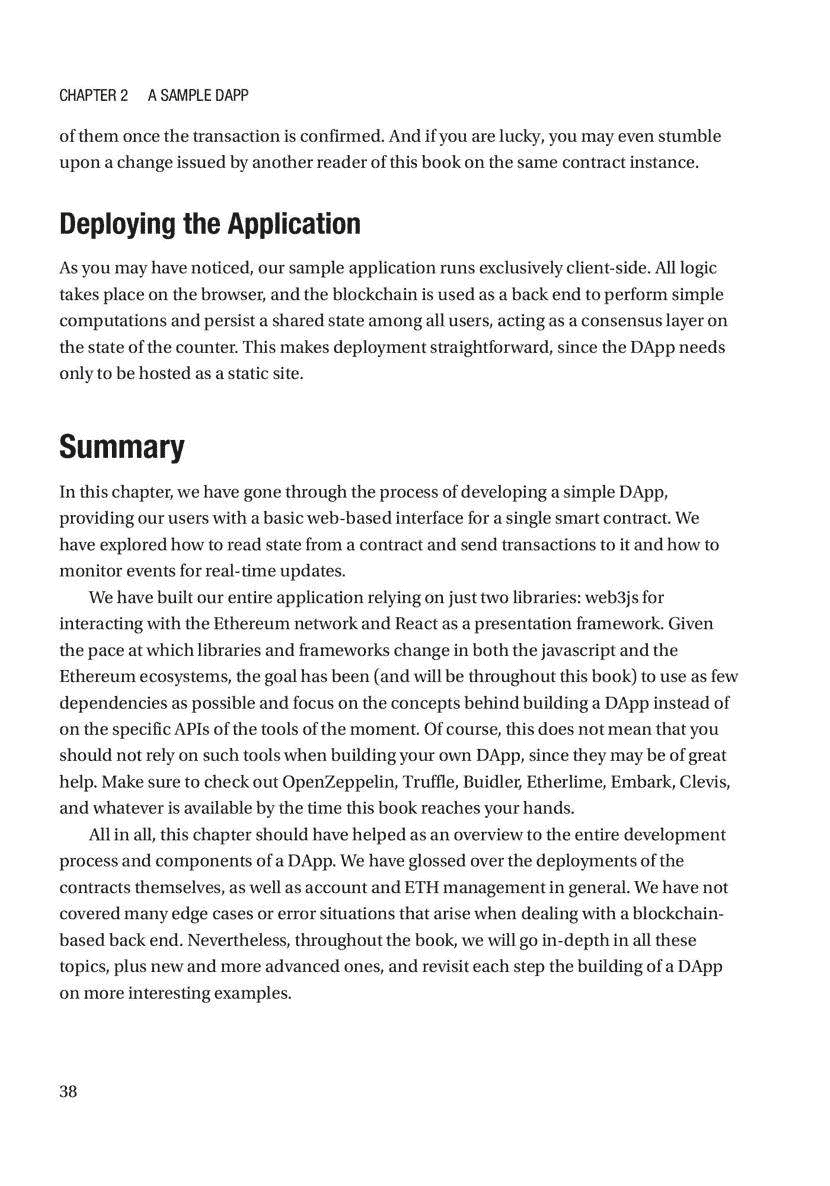 CHAPTER 2 A SAMPLE DAPP
of them once the transaction is confirmed. And if you are lucky, you may even stumble
upon a change issued by another reader of this book on the same contract instance.
Deploying the Application
As you may have noticed, our sample application runs exclusively client-side. All logic
takes place on the browser, and the blockchain is used as a back end to perform simple
computations and persist a shared state among all users, acting as a consensus layer on
the state of the counter. This makes deployment straightforward, since the DApp needs
only to be hosted as a static site.
Summary
In this chapter, we have gone through the process of developing a simple DApp,
providing our users with a basic web-based interface for a single smart contract. We
have explored how to read state from a contract and send transactions to it and how to
monitor events for real-time updates.
We have built our entire application relying on just two libraries: web3js for
interacting with the Ethereum network and React as a presentation framework. Given
the pace at which libraries and frameworks change in both the javascript and the
Ethereum ecosystems, the goal has been (and will be throughout this book) to use as few
dependencies as possible and focus on the concepts behind building a DApp instead of
on the specific APIs of the tools of the moment. Of course, this does not mean that you
should not rely on such tools when building your own DApp, since they may be of great
help. Make sure to check out OpenZeppelin, Truffle, Buidler, Etherlime, Embark, Clevis,
and whatever is available by the time this book reaches your hands.
All in all, this chapter should have helped as an overview to the entire development
process and components of a DApp. We have glossed over the deployments of the
contracts themselves, as well as account and ETH management in general. We have not
covered many edge cases or error situations that arise when dealing with a blockchain-
based back end. Nevertheless, throughout the book, we will go in-depth in all these
topics, plus new and more advanced ones, and revisit each step the building of a DApp
on more interesting examples.
38